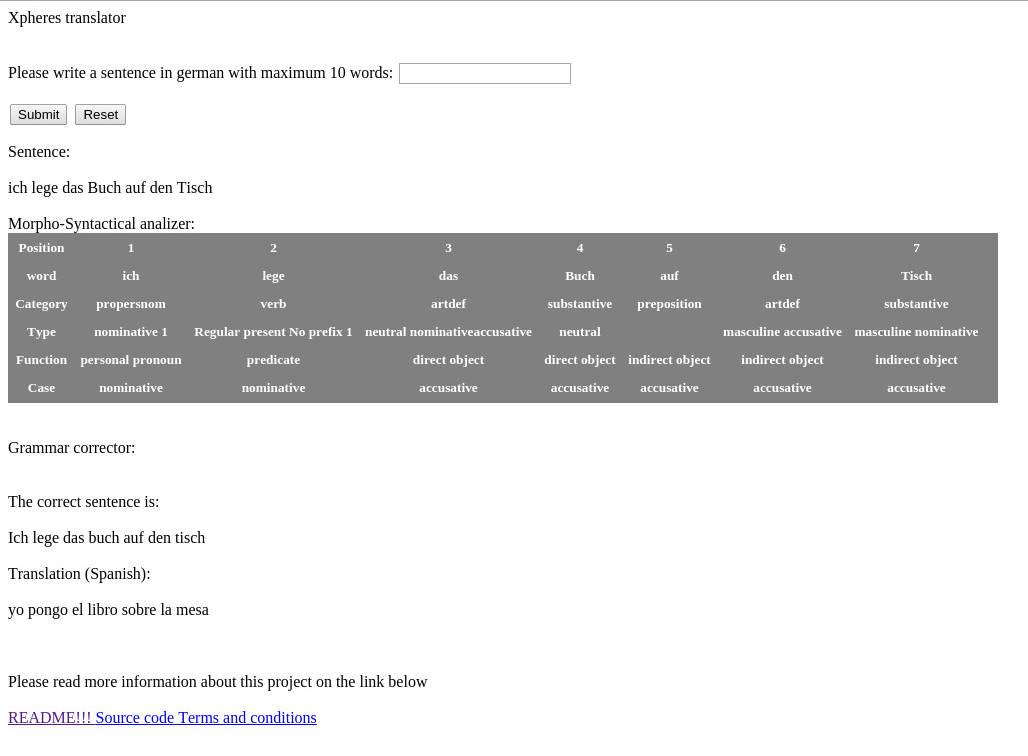 Xpheres translator
Please write a sentence in german with maximum 10 words:
Submit Reset
Sentence:
ich lege das Buch auf den Tisch
Morpho-Syntactical analizer:
Position 1 2 3 4 5 6 7
word ich lege das Buch auf den Tisch
Category propersnom verb artdef substantive preposition artdef substantive
Type nominative 1 Regular present No prefix 1 neutral nominativeaccusative neutral masculine accusative masculine nominative
Function personal pronoun predicate direct object direct object indirect object indirect object indirect object
Case nominative nominative accusative accusative accusative accusative accusative
Grammar corrector:
The correct sentence is:
Ich lege das buch auf den tisch
Translation (Spanish):
yo pongo el libro sobre la mesa
Please read more information about this project on the link below
README!!! Source code Terms and conditions